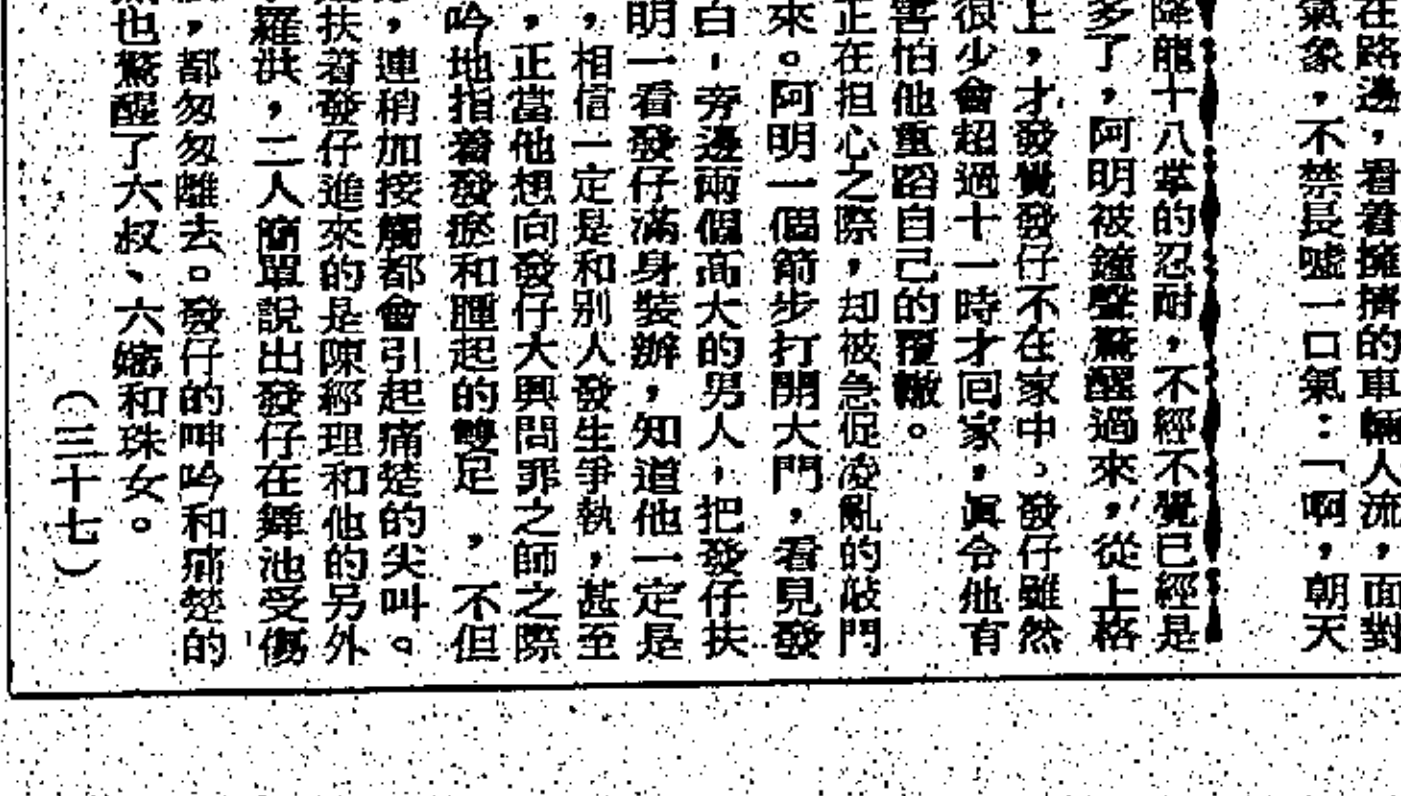 在路邊，看着擁擠的車輛人流，面對
氣象，不禁長噓一口氣：「啊，朝天
降龍十八掌的忍耐，不經不覺已經是
多了，阿明被鐘聲驚醒過來，從上格
上，才發覺發仔不在家中。發仔雖然
很少會超過十一時才回家，眞令他有
害怕他重蹈自己的覆轍。
正在担心之際，却被急促凌亂的敲門
來。阿明一個箭步打開大門，看見發
白，旁邊兩個高大的男人，把發仔扶
明一看發仔滿身裝辦，知道他一定是
，相信一定是和別人發生爭執，甚至
，正當他想向發仔大興問罪之師之際
吟地指着發瘀和腫起的雙足，不但
，連稍加接觸都會引起痛楚的尖叫。
扶着發仔進來的是陳經理和他的另外
羅洪，二人簡單說出發仔在舞池受傷
，都匆匆離去。發仔的呻吟和痛楚的
也驚醒了六叔、六嬸和珠女。
（三十七）